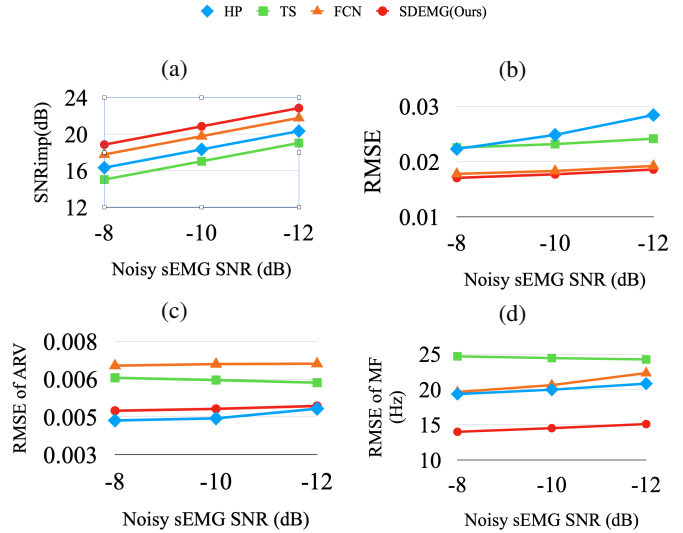 HP TS FCN SDEMG(Ours)
(a)
SNRimp(dB)
24
20
16
12
-8 -10 -12
Noisy sEMG SNR (dB)
(b)
RMSE
0.03
0.02
0.01
-8 -10 -12
Noisy sEMG SNR (dB)
(c)
RMSE of ARV
0.008
0.006
0.005
0.003
-8 -10 -12
Noisy sEMG SNR (dB)
(d)
RMSE of MF
(Hz)
25
20
15
10
-8 -10 -12
Noisy sEMG SNR (dB)